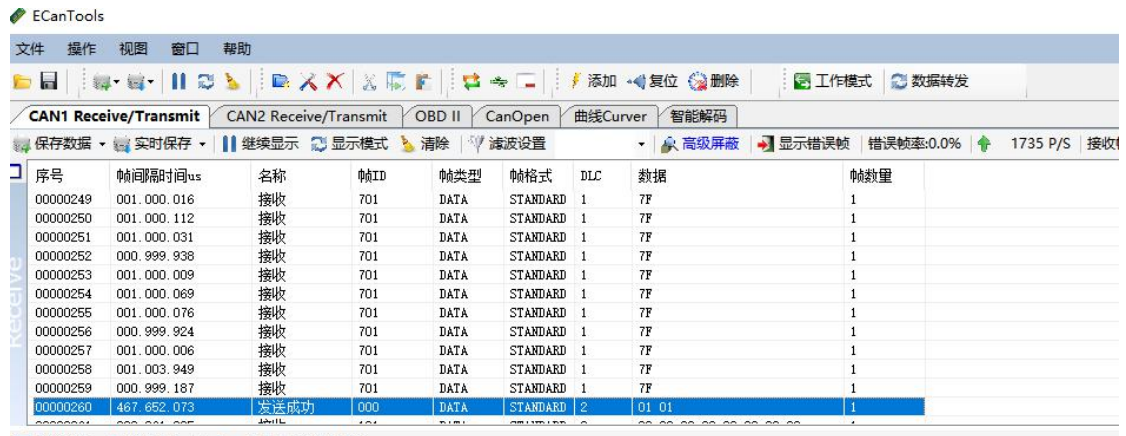 ECanTools
文件 操作 视图 窗口 帮助
添加 复位 删除 工作模式 数据转发
CAN1 Receive/Transmit CAN2 Receive/Transmit OBD II CanOpen 曲线Curver 智能解码
保存数据 实时保存 继续显示 显示模式 清除 滤波设置 高级屏蔽 显示错误帧 错误帧率:0.0% 1735 P/S 接收帧
序号 帧间隔时间us 名称 帧ID 帧类型 帧格式 DLC 数据 帧数量
00000249 001.000.016 接收 701 DATA STANDARD 1 7F 1
00000250 001.000.112 接收 701 DATA STANDARD 1 7F 1
00000251 001.000.031 接收 701 DATA STANDARD 1 7F 1
00000252 000.999.938 接收 701 DATA STANDARD 1 7F 1
00000253 001.000.009 接收 701 DATA STANDARD 1 7F 1
00000254 001.000.069 接收 701 DATA STANDARD 1 7F 1
00000255 001.000.076 接收 701 DATA STANDARD 1 7F 1
00000256 000.999.924 接收 701 DATA STANDARD 1 7F 1
00000257 001.000.006 接收 701 DATA STANDARD 1 7F 1
00000258 001.003.949 接收 701 DATA STANDARD 1 7F 1
00000259 000.999.187 接收 701 DATA STANDARD 1 7F 1
00000260 467.652.073 发送成功 000 DATA STANDARD 2 01 01 1
Receive